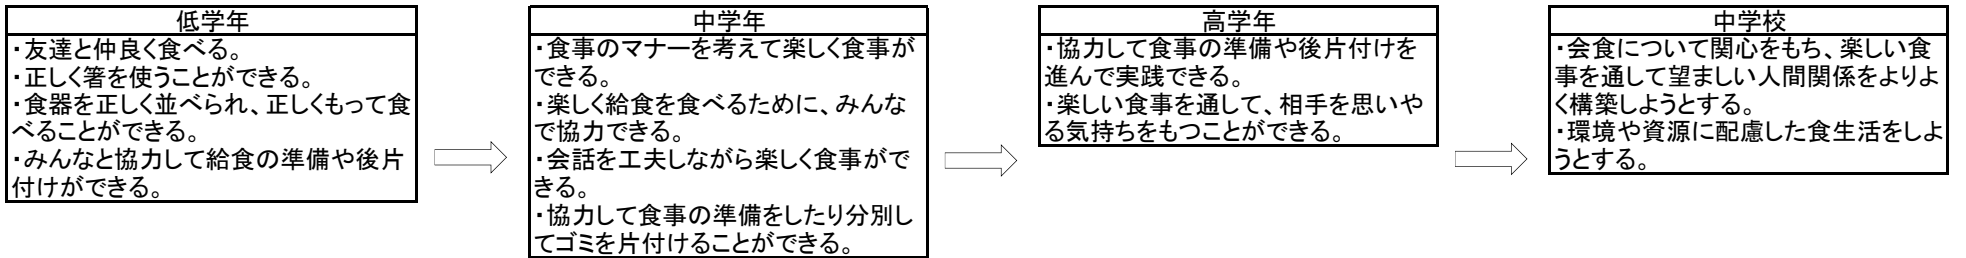 低学年
・友達と仲良く食べる。
・正しく箸を使うことができる。
・食器を正しく並べられ、正しくもって食
べることができる。
・みんなと協力して給食の準備や後片
付けができる。
中学年
・食事のマナーを考えて楽しく食事が
できる。
・楽しく給食を食べるために、みんな
で協力できる。
・会話を工夫しながら楽しく食事がで
きる。
・協力して食事の準備をしたり分別し
てゴミを片付けることができる。
高学年
・協力して食事の準備や後片付けを
進んで実践できる。
・楽しい食事を通して、相手を思いや
る気持ちをもつことができる。
中学校
・会食について関心をもち、楽しい食
事を通して望ましい人間関係をよりよ
く構築しようとする。
・環境や資源に配慮した食生活をしよ
うとする。